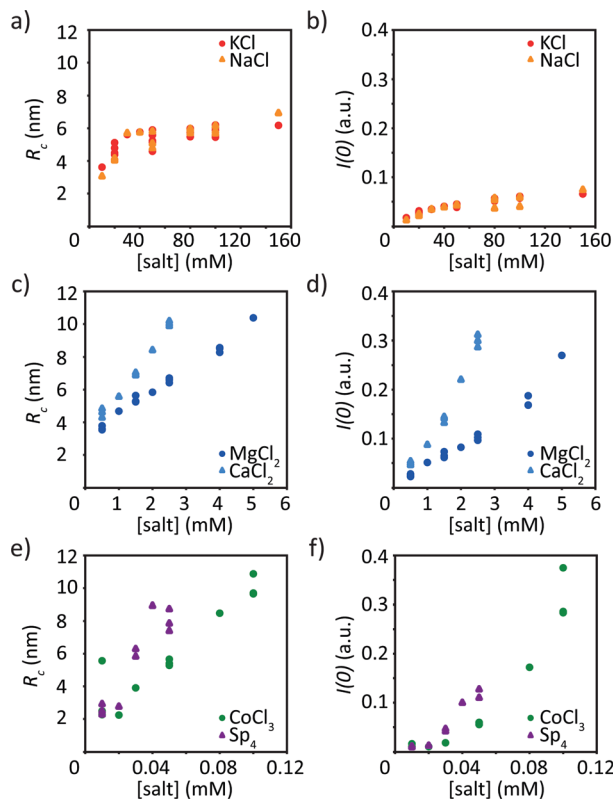 a)
12
10
8
6
4
2
0
R_c (nm)
KCl
NaCl
40
80
120
160
[salt] (mM)
b)
0.4
0.3
0.2
0.1
0
I(0) (a.u.)
KCl
NaCl
40
80
120
160
[salt] (mM)
c)
12
10
8
6
4
2
0
R_c (nm)
MgCl₂
CaCl₂
1
2
3
4
5
6
[salt] (mM)
d)
0.4
0.3
0.2
0.1
0
I(0) (a.u.)
MgCl₂
CaCl₂
1
2
3
4
5
6
[salt] (mM)
e)
12
10
8
6
4
2
0
R_c (nm)
CoCl₃
Sp₄
0.04
0.08
0.12
[salt] (mM)
f)
0.4
0.3
0.2
0.1
0
I(0) (a.u.)
CoCl₃
Sp₄
0.04
0.08
0.12
[salt] (mM)